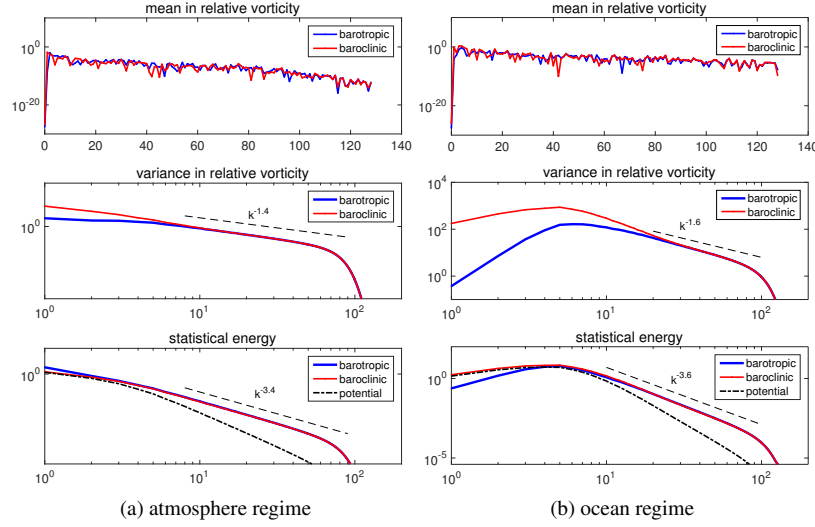 mean in relative vorticity
barotropic
baroclinic
10^0
10^-20
0 20 40 60 80 100 120 140
variance in relative vorticity
barotropic
baroclinic
k^-1.4
10^0
10^0 10^1 10^2
statistical energy
barotropic
baroclinic
potential
k^-3.4
10^0
10^0 10^1 10^2
(a) atmosphere regime
mean in relative vorticity
barotropic
baroclinic
10^0
10^-20
0 20 40 60 80 100 120 140
variance in relative vorticity
barotropic
baroclinic
k^-1.6
10^4
10^2
10^0
10^0 10^1 10^2
statistical energy
barotropic
baroclinic
potential
k^-3.6
10^0
10^-5
10^0 10^1 10^2
(b) ocean regime